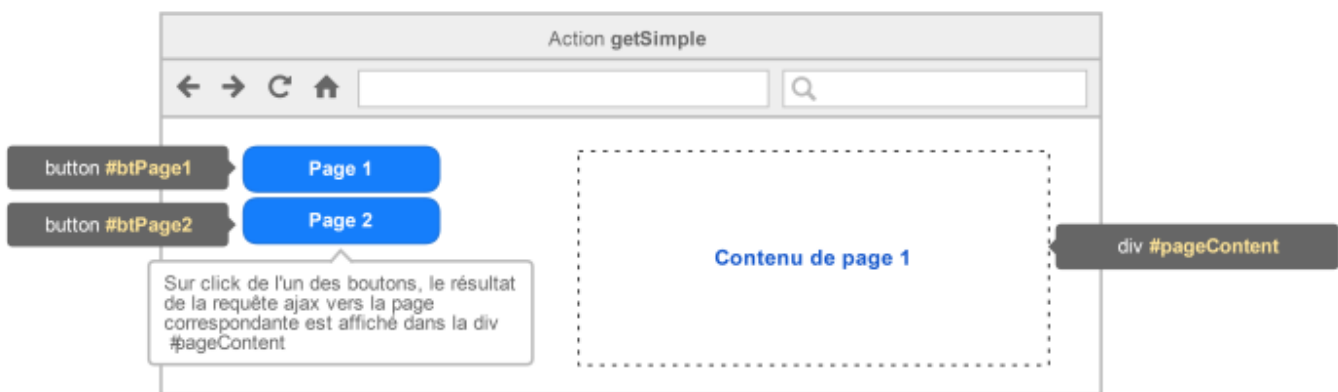 Action getSimple
button #btPage1
Page 1
button #btPage2
Page 2
Contenu de page 1
div #pageContent
Sur click de l'un des boutons, le résultat
de la requête ajax vers la page
correspondante est affiché dans la div
#pageContent